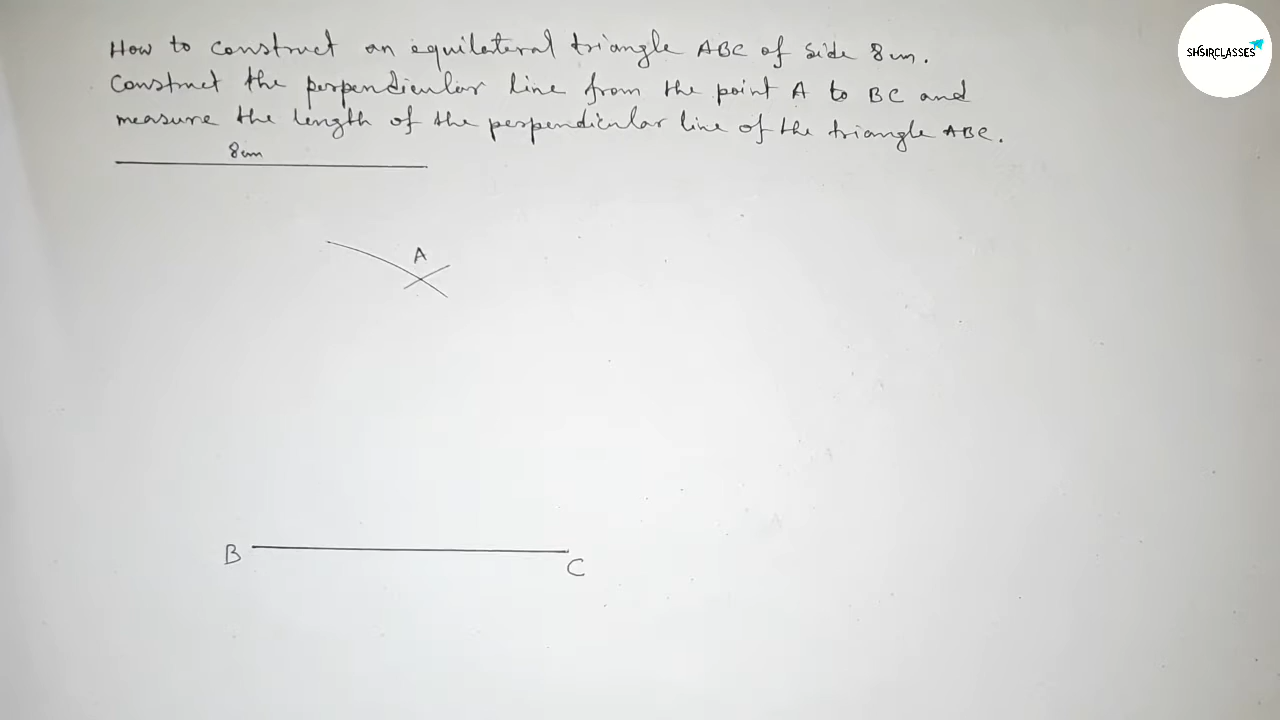 How to construct an equilateral triangle ABC of side 8cm.
Construct the perpendicular line from the point A to BC and
measure the length of the perpendicular line of the triangle ABC.
8cm
A
B
C
SHSIRCLASSES